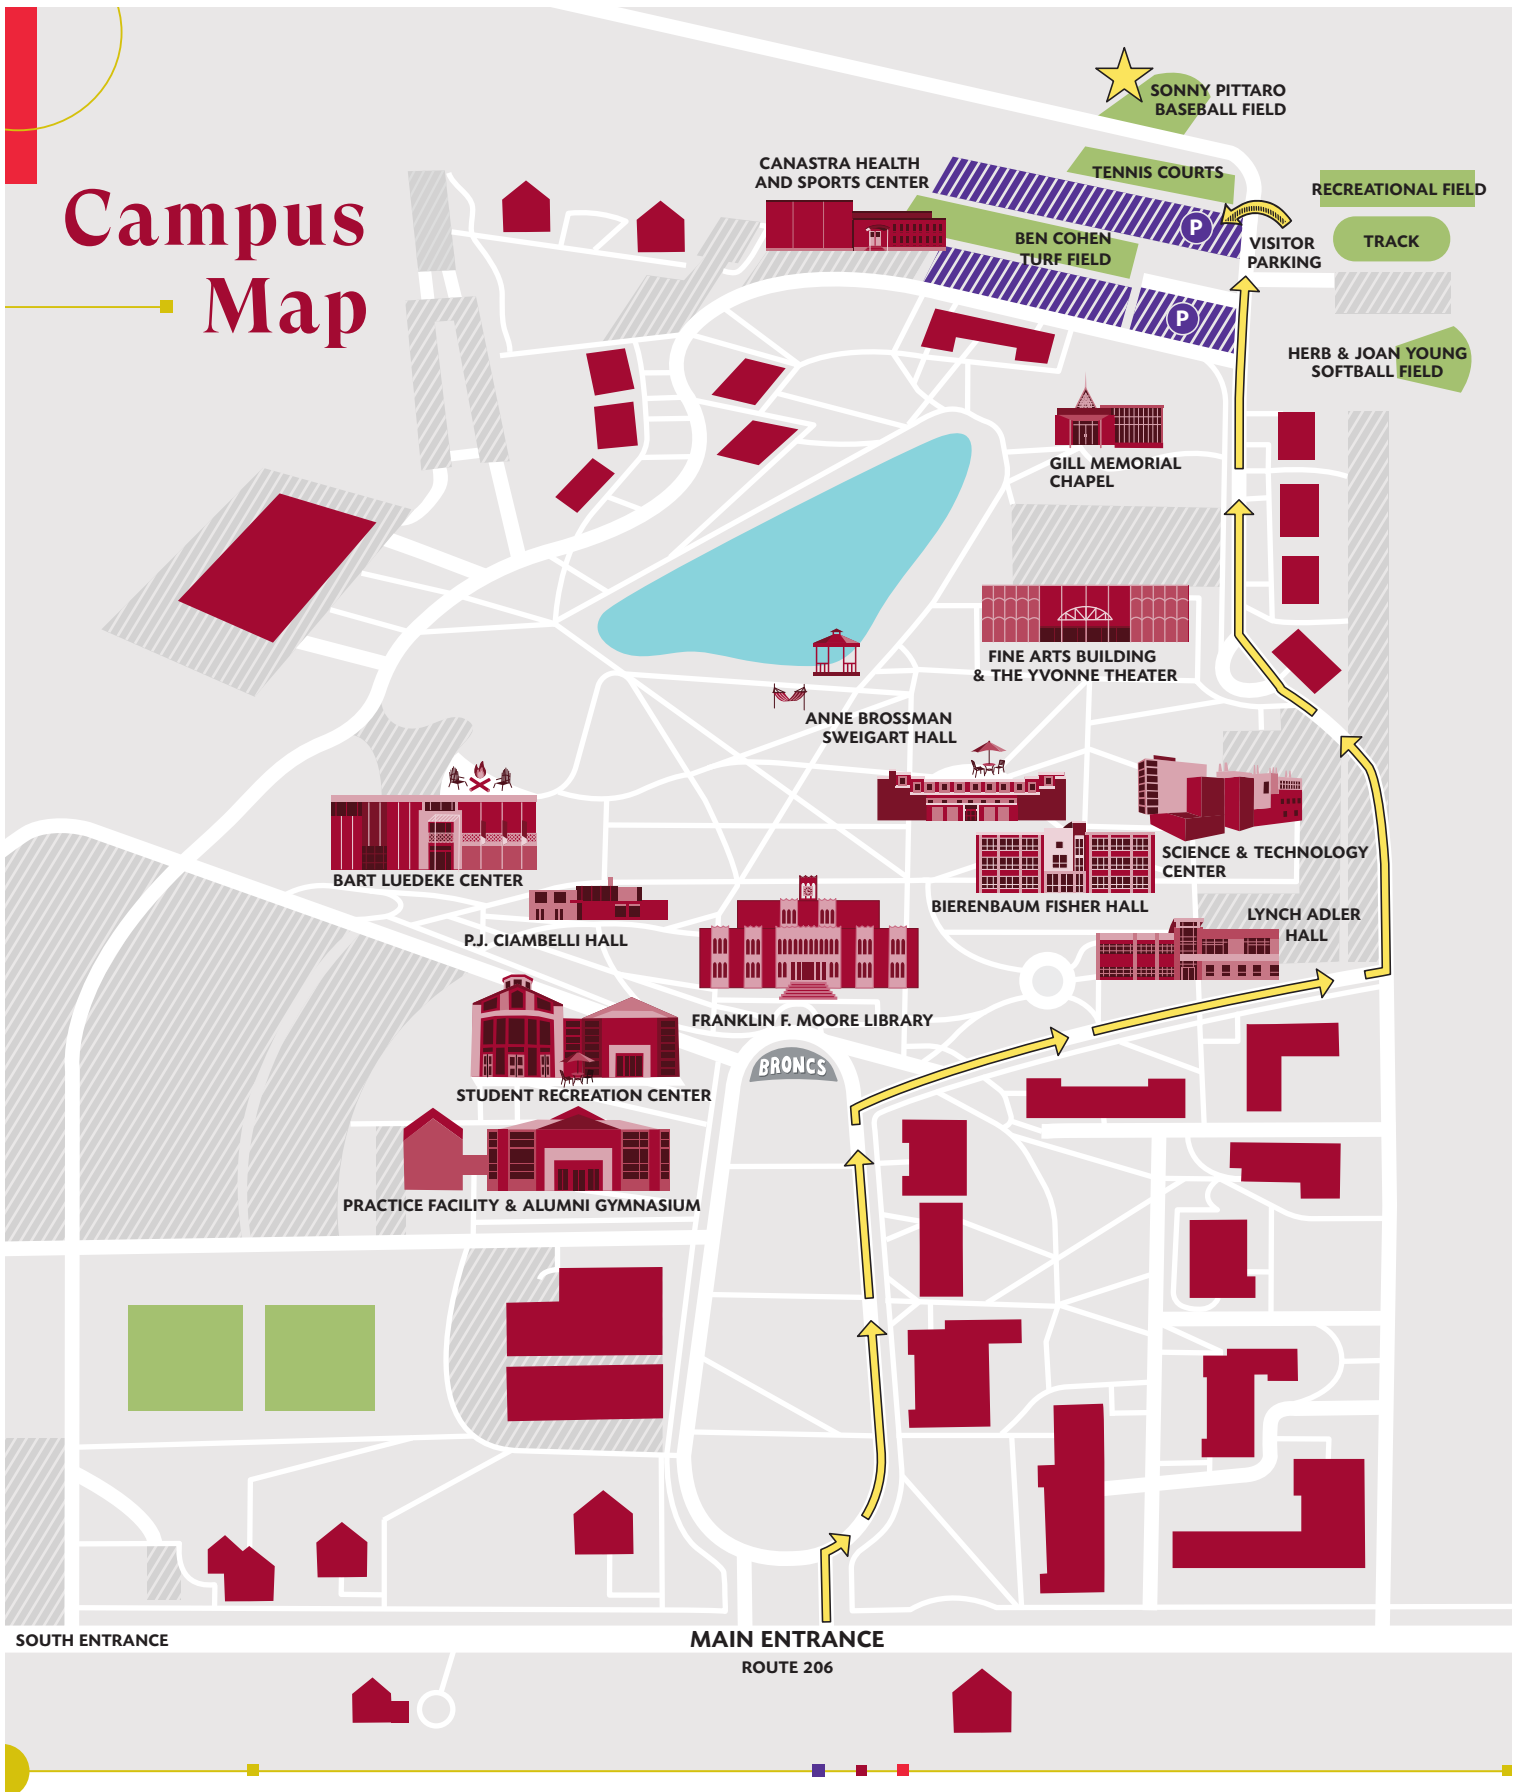 Campus
Map
SONNY PITTARO
BASEBALL FIELD
CANASTRA HEALTH
AND SPORTS CENTER
TENNIS COURTS
RECREATIONAL FIELD
P
BEN COHEN
TURF FIELD
VISITOR
PARKING
TRACK
P
HERB & JOAN YOUNG
SOFTBALL FIELD
GILL MEMORIAL
CHAPEL
FINE ARTS BUILDING
& THE YVONNE THEATER
ANNE BROSSMAN
SWEIGART HALL
SCIENCE & TECHNOLOGY
CENTER
BART LUEDEKE CENTER
BIERENBAUM FISHER HALL
LYNCH ADLER
HALL
P.J. CIAMBELLI HALL
FRANKLIN F. MOORE LIBRARY
BRONCS
STUDENT RECREATION CENTER
PRACTICE FACILITY & ALUMNI GYMNASIUM
SOUTH ENTRANCE
MAIN ENTRANCE
ROUTE 206